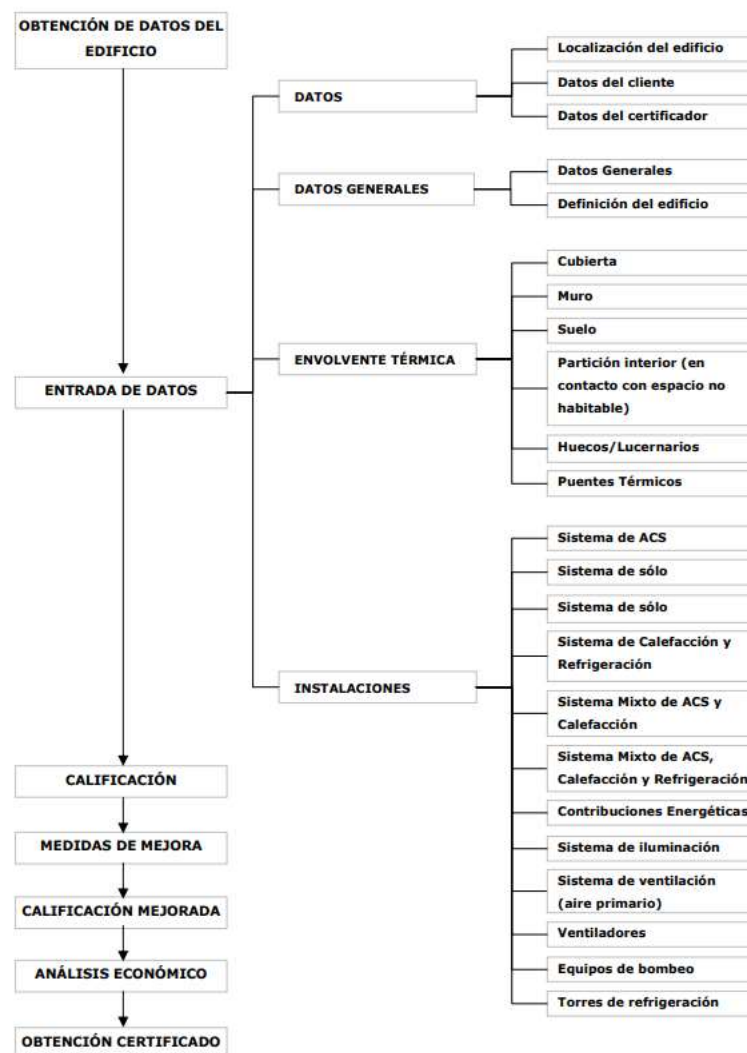 OBTENCIÓN DE DATOS DEL
EDIFICIO
ENTRADA DE DATOS
CALIFICACIÓN
MEDIDAS DE MEJORA
CALIFICACIÓN MEJORADA
ANÁLISIS ECONÓMICO
OBTENCIÓN CERTIFICADO
DATOS
Localización del edificio
Datos del cliente
Datos del certificador
DATOS GENERALES
Datos Generales
Definición del edificio
ENVOLVENTE TÉRMICA
Cubierta
Muro
Suelo
Partición interior (en
contacto con espacio no
habitable)
Huecos/Lucernarios
Puentes Térmicos
INSTALACIONES
Sistema de ACS
Sistema de sólo
Sistema de sólo
Sistema de Calefacción y
Refrigeración
Sistema Mixto de ACS y
Calefacción
Sistema Mixto de ACS,
Calefacción y Refrigeración
Contribuciones Energéticas
Sistema de iluminación
Sistema de ventilación
(aire primario)
Ventiladores
Equipos de bombeo
Torres de refrigeración